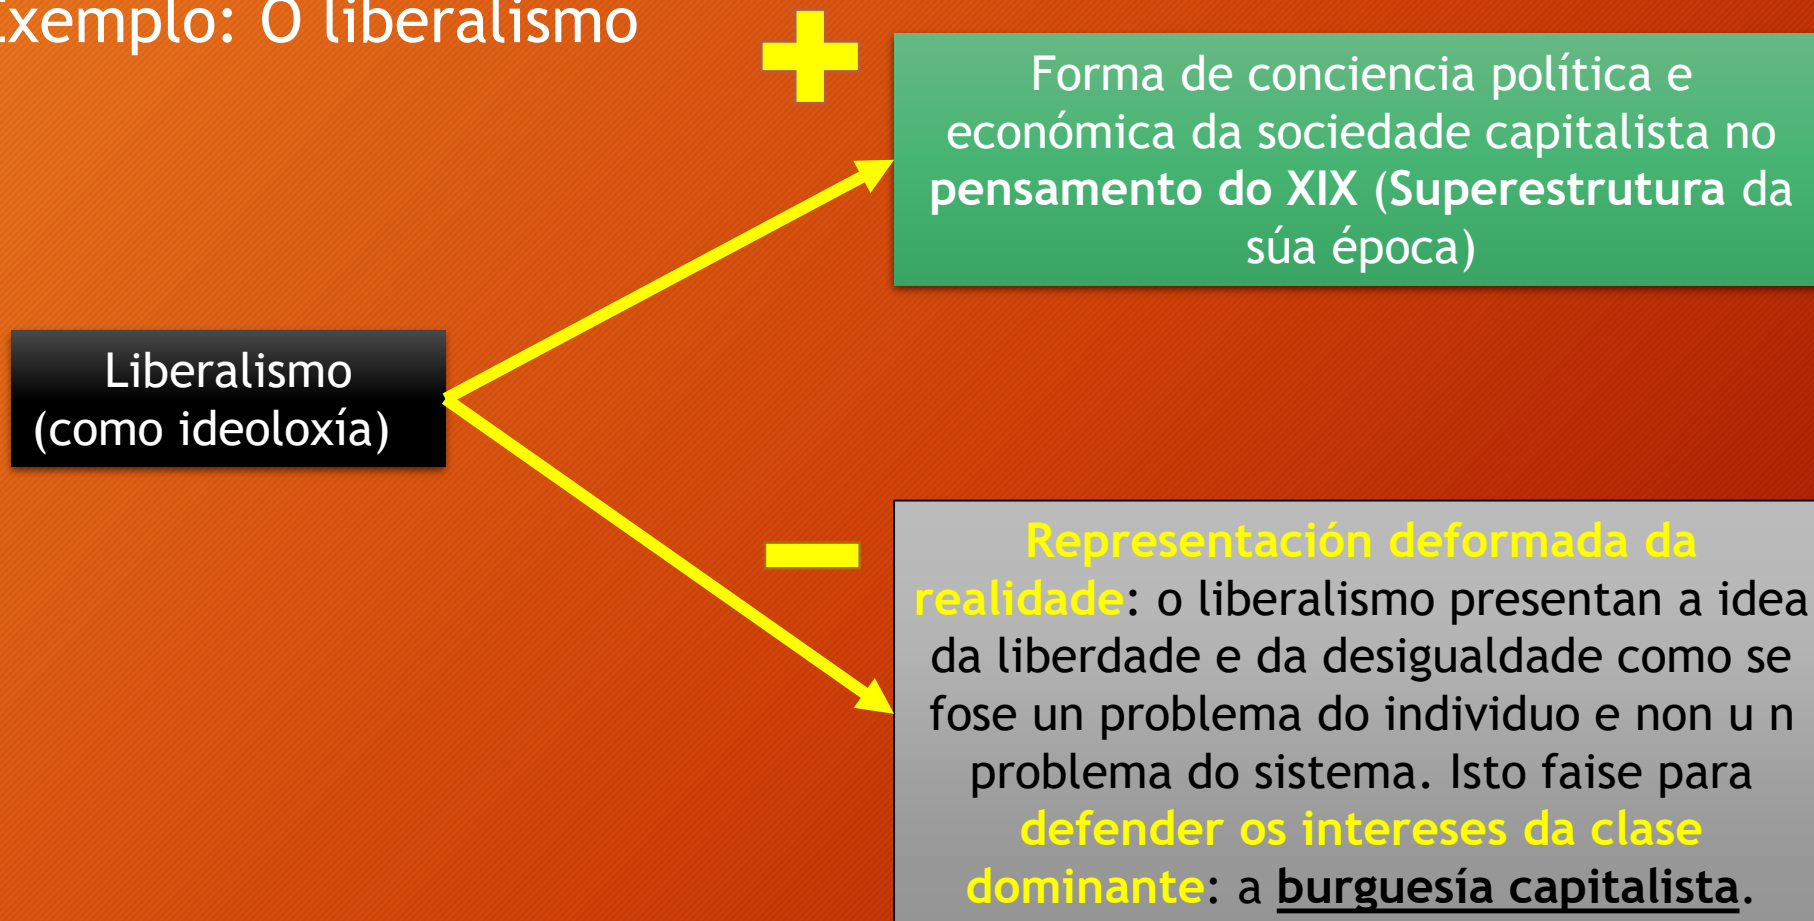 Exemplo: O liberalismo
Forma de conciencia política e
económica da sociedade capitalista no
pensamento do XIX (Superestrutura da
súa época)
Liberalismo
(como ideoloxía)
Representación deformada da
realidade: o liberalismo presentan a idea
da liberdade e da desigualdade como se
fose un problema do individuo e non u n
problema do sistema. Isto faise para
defender os intereses da clase
dominante: a burguesía capitalista.